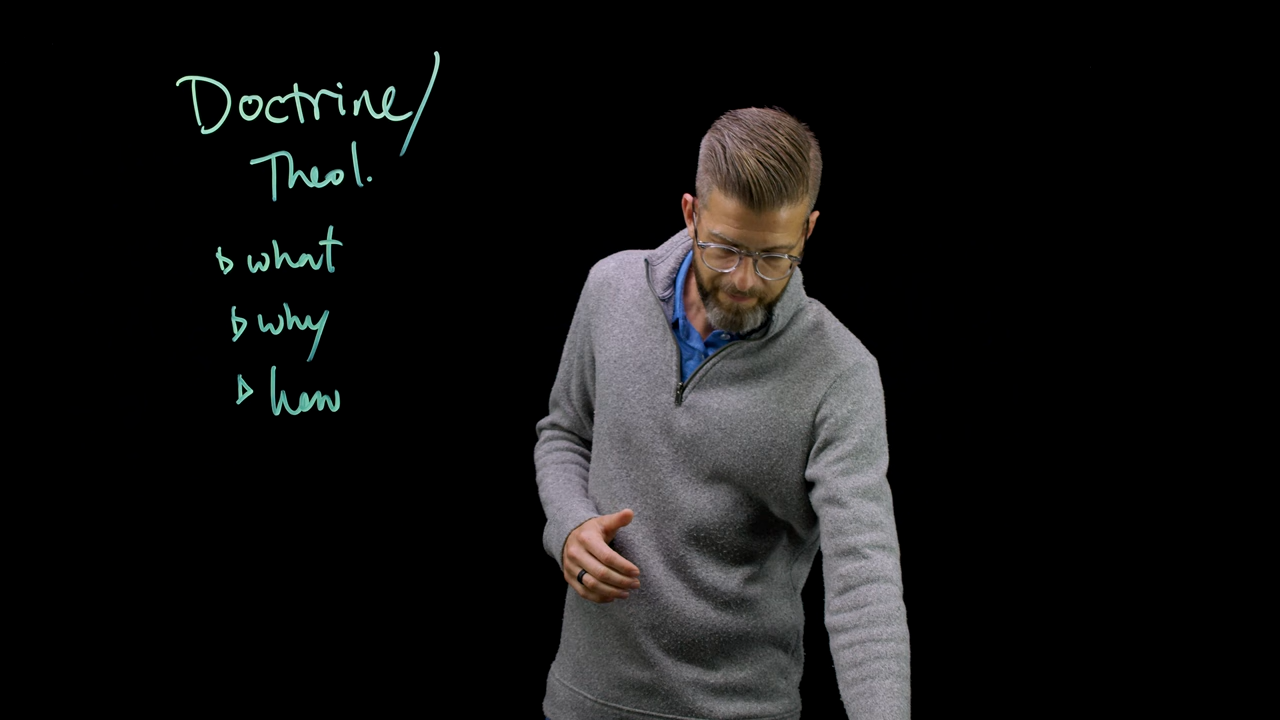 Doctrine/
Theol.
▷ what
▷ why
▷ how